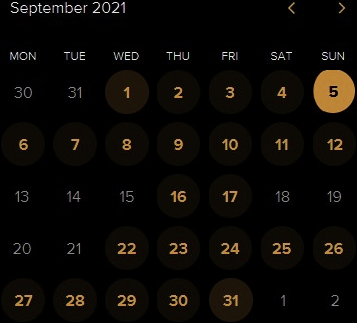 September 2021
MON TUE WED THU FRI SAT SUN
30 31 1 2 3 4 5
6 7 8 9 10 11 12
13 14 15 16 17 18 19
20 21 22 23 24 25 26
27 28 29 30 31 1 2